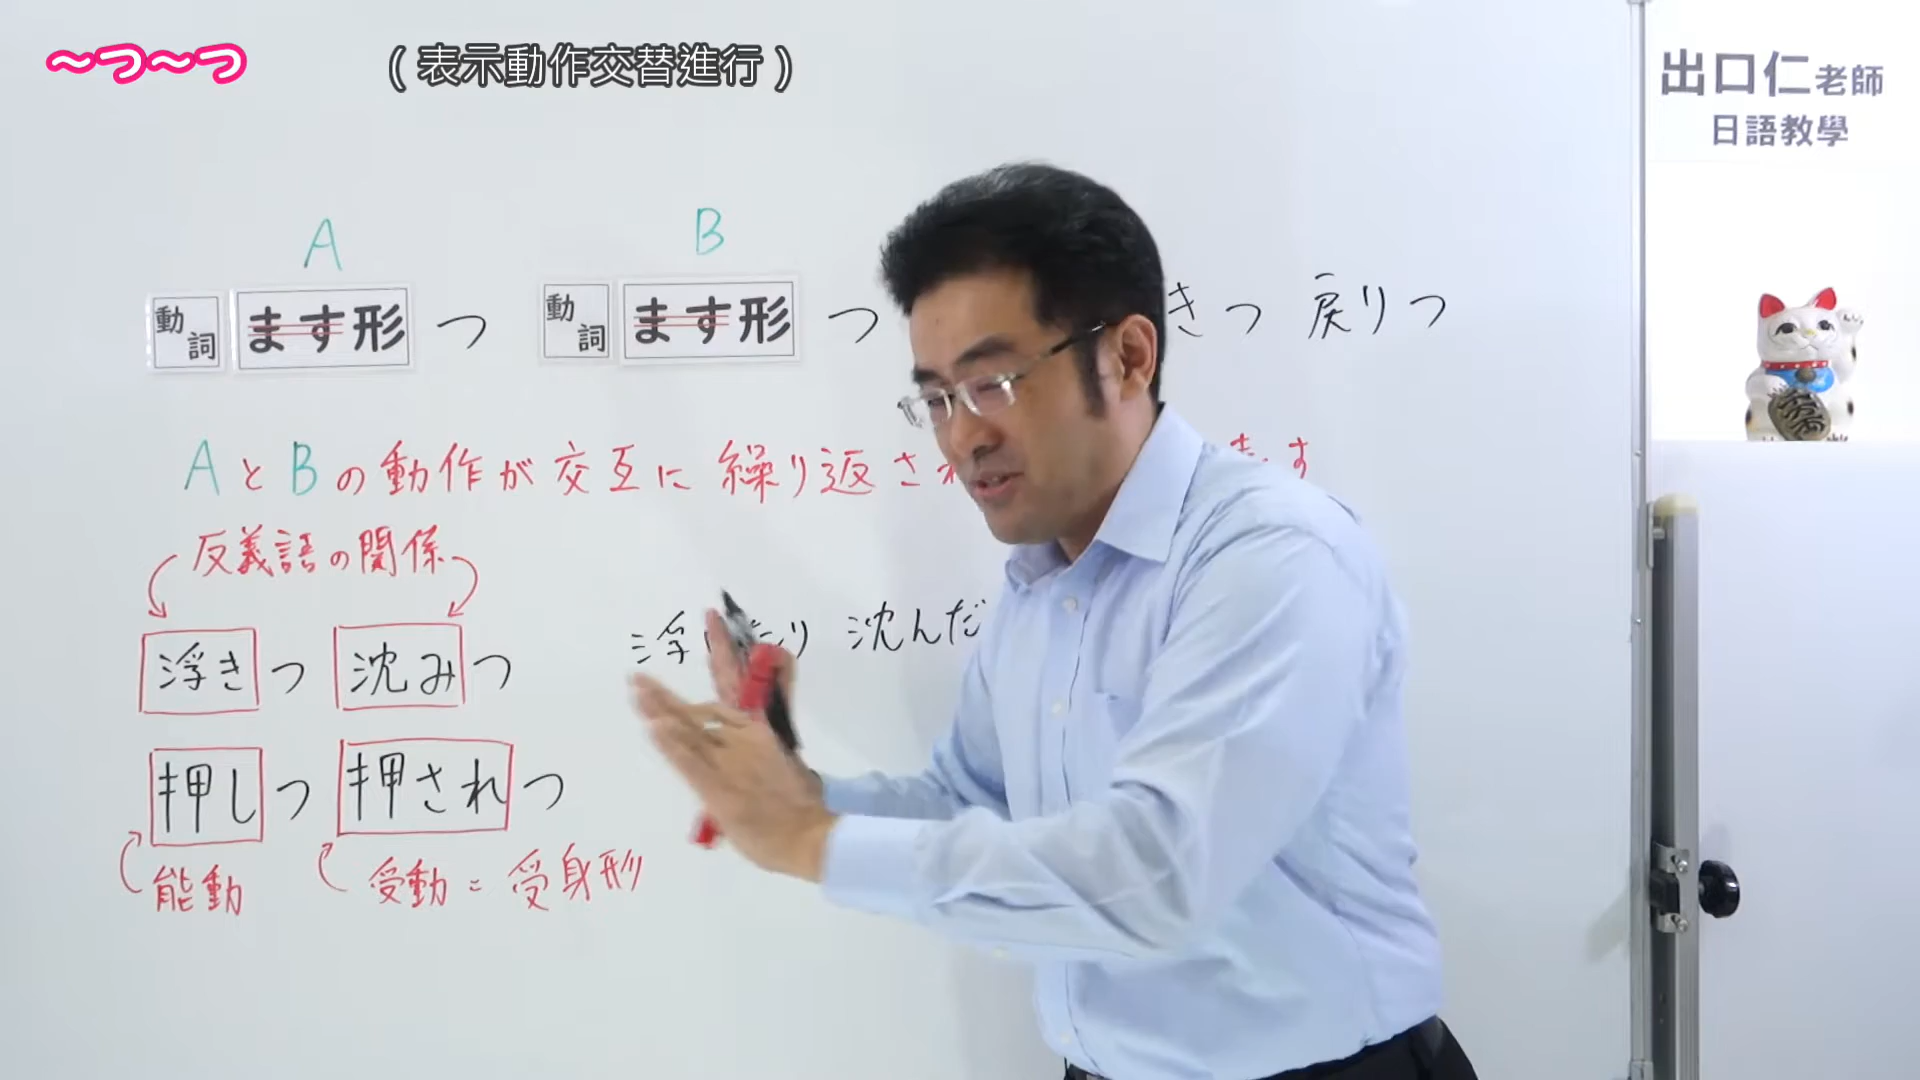 ～つ～つ （表示動作交替進行）
出口仁老師
日語教學
A B
動詞 ます形 つ 動詞 ます形 つ きつ 戻りつ
AとBの動作が交互に繰り返され ます
反義語の関係
浮きつ 沈みつ 浮 たり 沈んだ
押しつ 押されつ
能動 受動=受身形